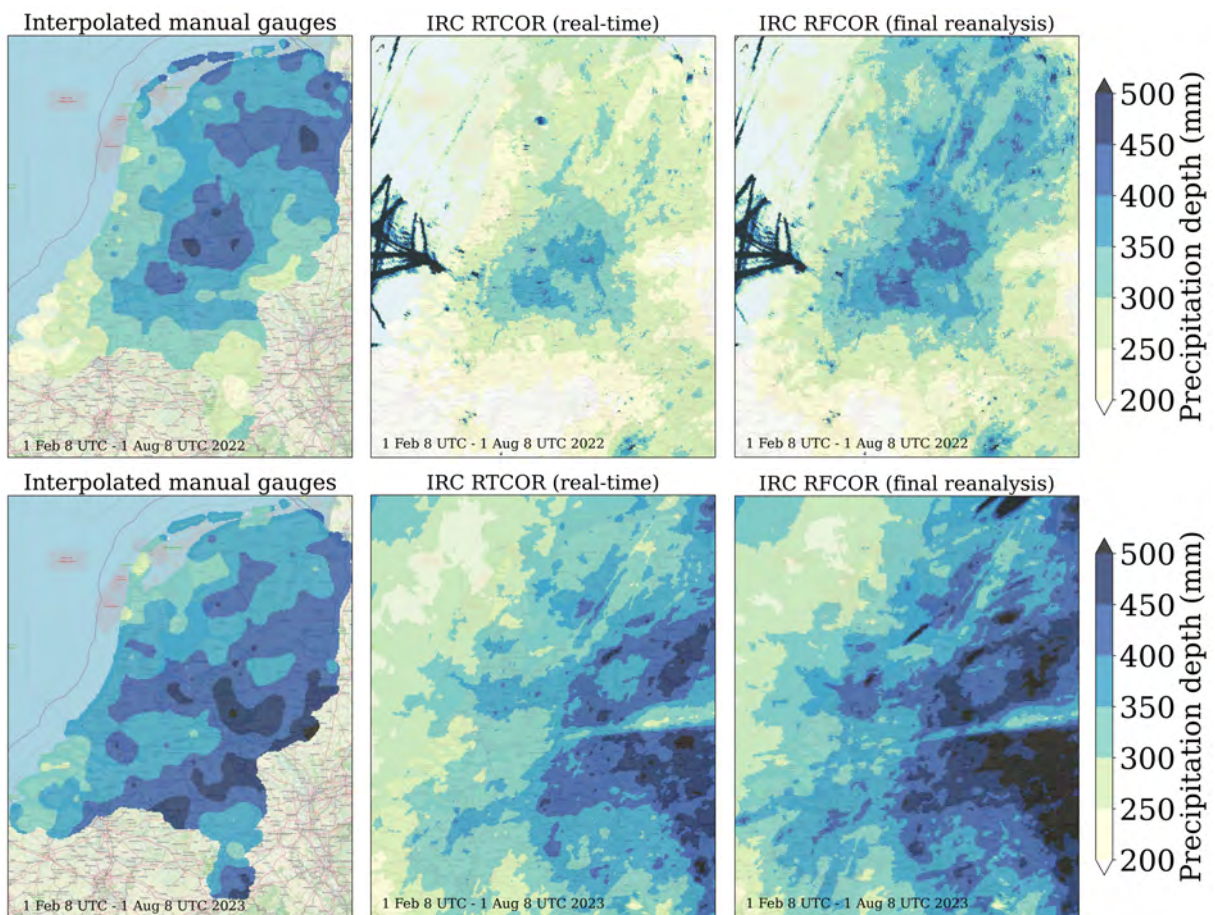 Interpolated manual gauges
IRC RTCOR (real-time)
IRC RFCOR (final reanalysis)
1 Feb 8 UTC - 1 Aug 8 UTC 2022
1 Feb 8 UTC - 1 Aug 8 UTC 2022
1 Feb 8 UTC - 1 Aug 8 UTC 2022
500
450
400
350
300
250
200
Precipitation depth (mm)
Interpolated manual gauges
IRC RTCOR (real-time)
IRC RFCOR (final reanalysis)
1 Feb 8 UTC - 1 Aug 8 UTC 2023
1 Feb 8 UTC - 1 Aug 8 UTC 2023
1 Feb 8 UTC - 1 Aug 8 UTC 2023
500
450
400
350
300
250
200
Precipitation depth (mm)